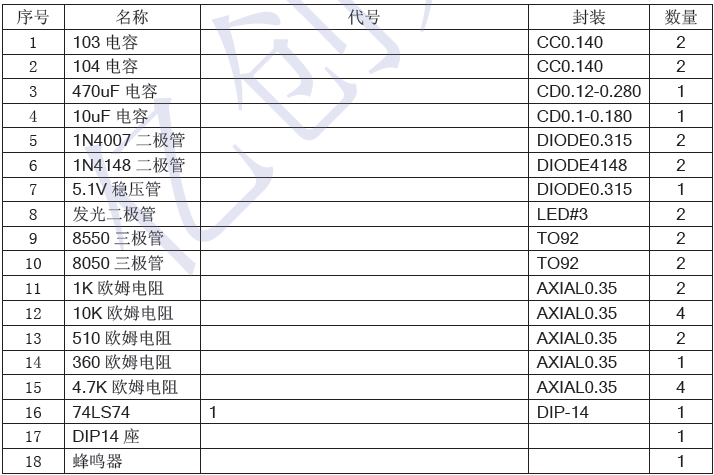 序号 名称 代号 封装 数量
1 103 电容 CC0.140 2
2 104 电容 CC0.140 2
3 470uF 电容 CD0.12-0.280 1
4 10uF 电容 CD0.1-0.180 1
5 1N4007 二极管 DIODE0.315 2
6 1N4148 二极管 DIODE4148 2
7 5.1V 稳压管 DIODE0.315 1
8 发光二极管 LED#3 2
9 8550 三极管 TO92 2
10 8050 三极管 TO92 2
11 1K 欧姆电阻 AXIAL0.35 2
12 10K 欧姆电阻 AXIAL0.35 4
13 510 欧姆电阻 AXIAL0.35 2
14 360 欧姆电阻 AXIAL0.35 1
15 4.7K 欧姆电阻 AXIAL0.35 4
16 74LS74 1 DIP-14 1
17 DIP14 座 1
18 蜂鸣器 1
亿创